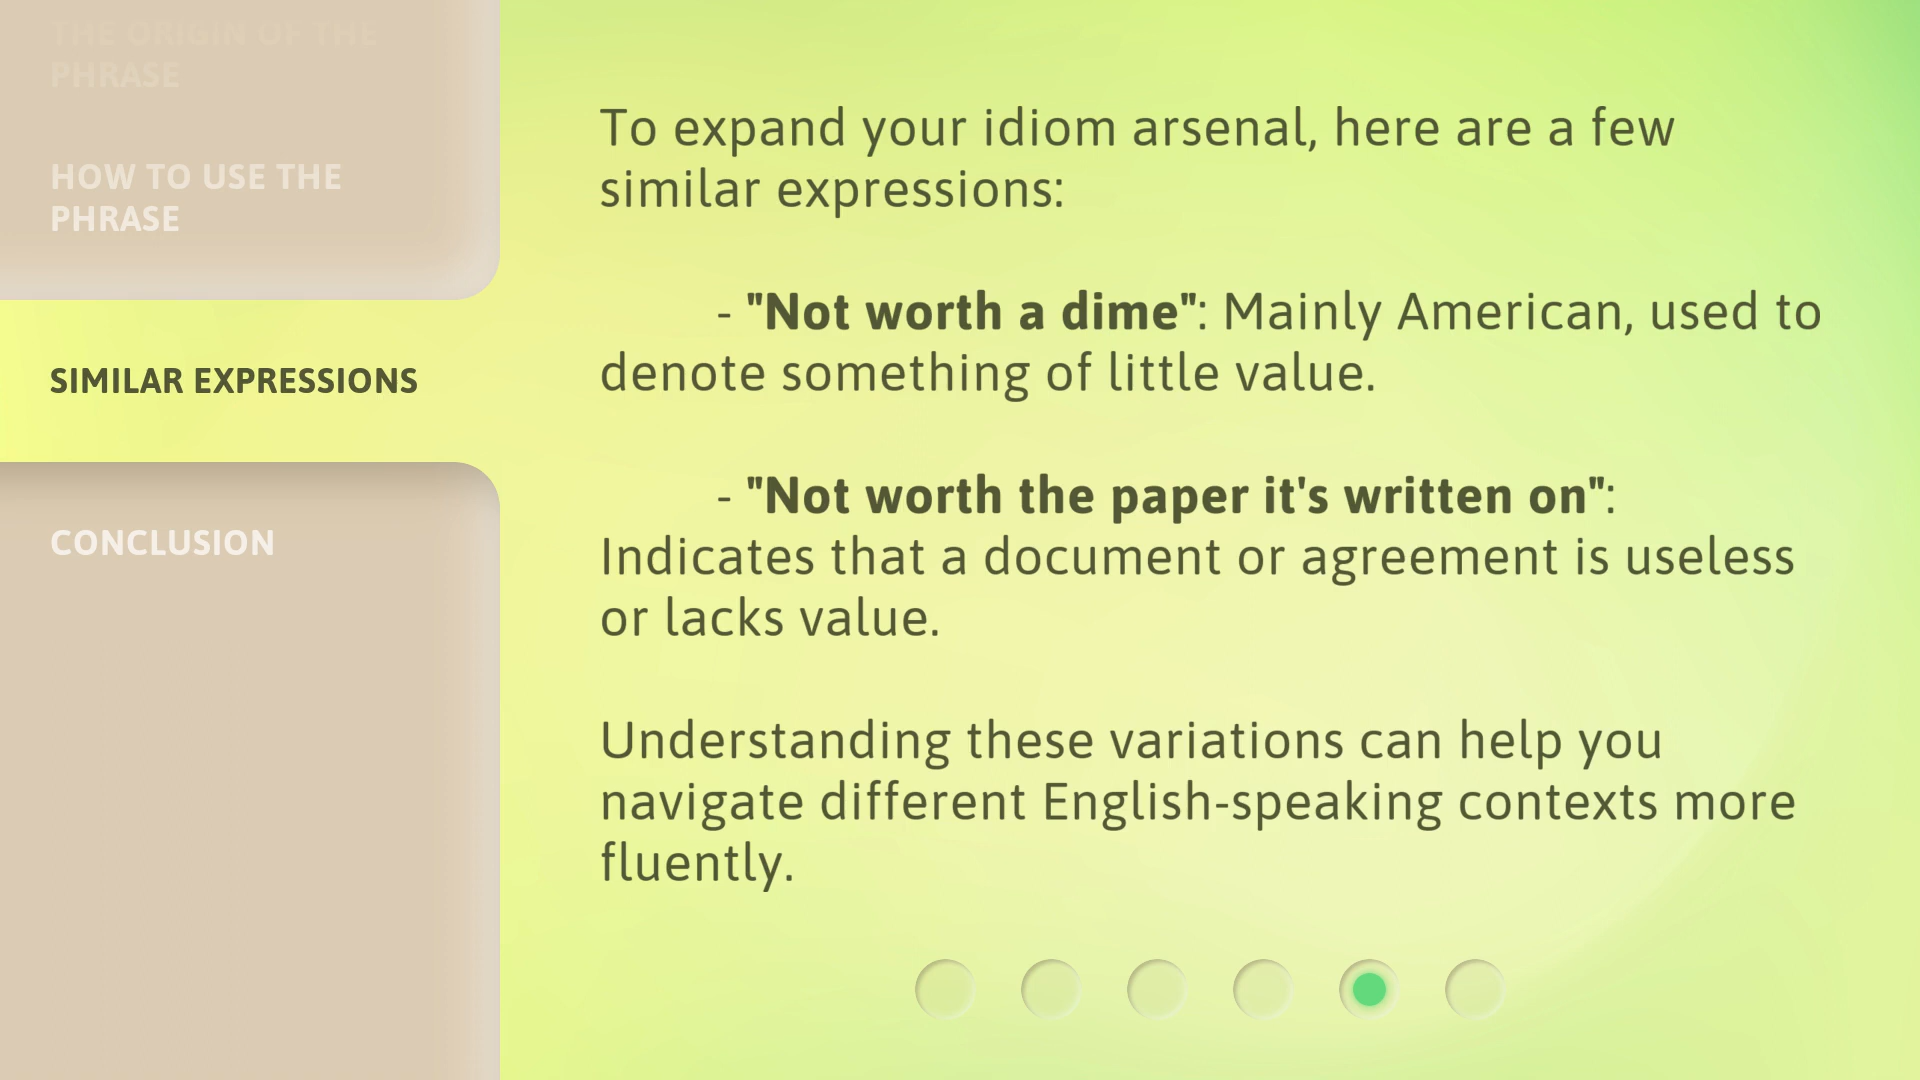 THE ORIGIN OF THE
PHRASE
HOW TO USE THE
PHRASE
SIMILAR EXPRESSIONS
CONCLUSION
To expand your idiom arsenal, here are a few
similar expressions:
- "Not worth a dime": Mainly American, used to
denote something of little value.
- "Not worth the paper it's written on":
Indicates that a document or agreement is useless
or lacks value.
Understanding these variations can help you
navigate different English-speaking contexts more
fluently.